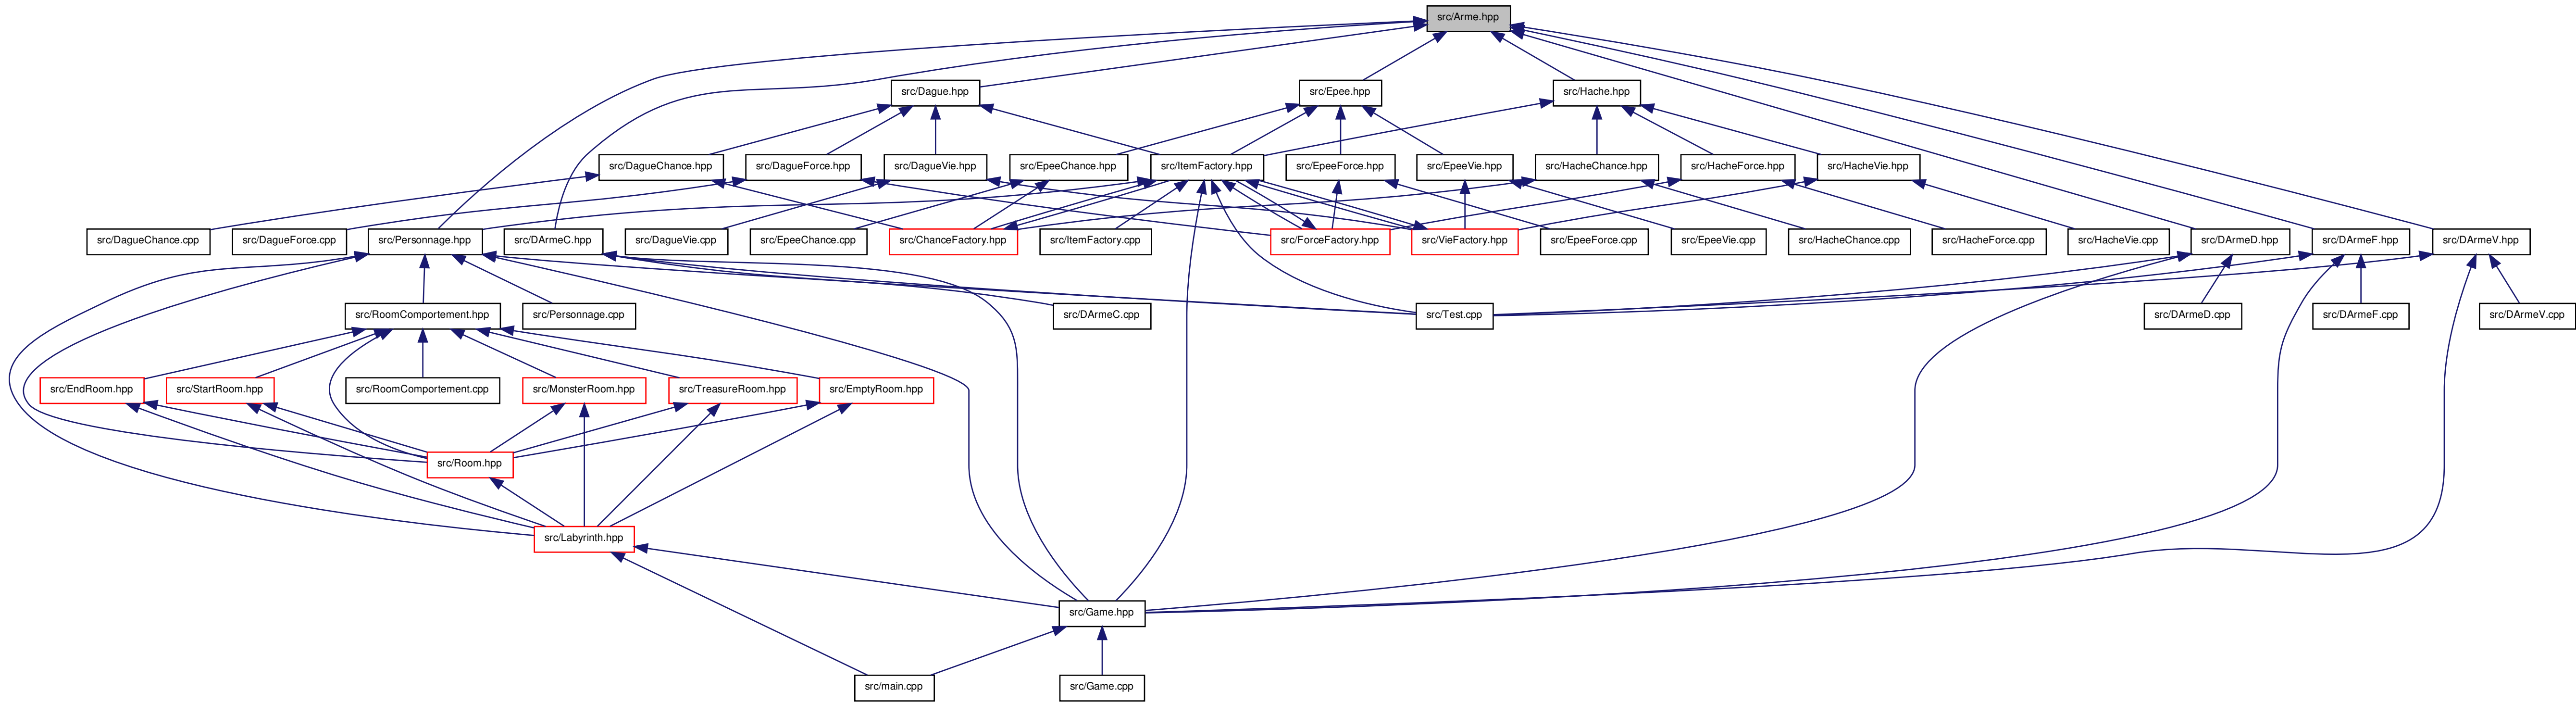 src/Arme.hpp
src/Dague.hpp
src/Epee.hpp
src/Hache.hpp
src/DagueChance.hpp
src/DagueForce.hpp
src/DagueVie.hpp
src/EpeeChance.hpp
src/ItemFactory.hpp
src/EpeeForce.hpp
src/EpeeVie.hpp
src/HacheChance.hpp
src/HacheForce.hpp
src/HacheVie.hpp
src/DagueChance.cpp
src/DagueForce.cpp
src/Personnage.hpp
src/DArmeC.hpp
src/DagueVie.cpp
src/EpeeChance.cpp
src/ChanceFactory.hpp
src/ItemFactory.cpp
src/ForceFactory.hpp
src/VieFactory.hpp
src/EpeeForce.cpp
src/EpeeVie.cpp
src/HacheChance.cpp
src/HacheForce.cpp
src/HacheVie.cpp
src/DArmeD.hpp
src/DArmeF.hpp
src/DArmeV.hpp
src/RoomComportement.hpp
src/Personnage.cpp
src/DArmeC.cpp
src/Test.cpp
src/DArmeD.cpp
src/DArmeF.cpp
src/DArmeV.cpp
src/EndRoom.hpp
src/StartRoom.hpp
src/RoomComportement.cpp
src/MonsterRoom.hpp
src/TreasureRoom.hpp
src/EmptyRoom.hpp
src/Room.hpp
src/Labyrinth.hpp
src/Game.hpp
src/main.cpp
src/Game.cpp